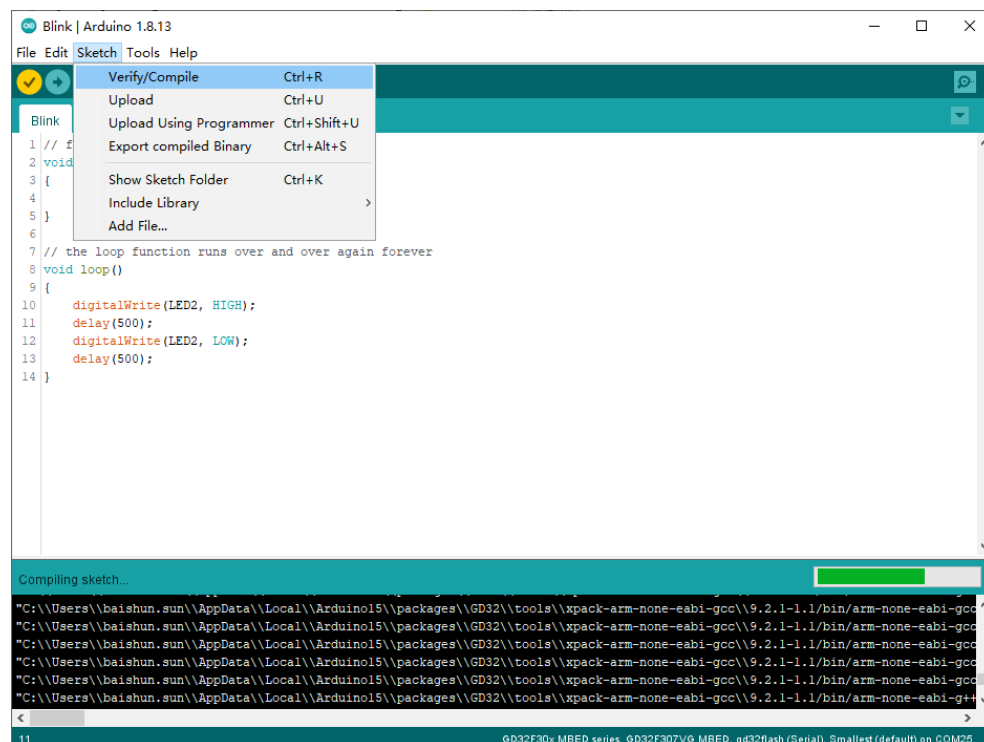 Blink | Arduino 1.8.13
File Edit Sketch Tools Help
Verify/Compile Ctrl+R
Upload Ctrl+U
Upload Using Programmer Ctrl+Shift+U
Export compiled Binary Ctrl+Alt+S
Show Sketch Folder Ctrl+K
Include Library
Add File...
Blink
1 // f
2 void
3 {
4
5 }
6
7 // the loop function runs over and over again forever
8 void loop()
9 {
10 digitalWrite(LED2, HIGH);
11 delay(500);
12 digitalWrite(LED2, LOW);
13 delay(500);
14 }
Compiling sketch...
"C:\\Users\\baishun.sun\\AppData\\Local\\Arduino15\\packages\\GD32\\tools\\xpack-arm-none-eabi-gcc\\9.2.1-1.1/bin/arm-none-eabi-gcc
"C:\\Users\\baishun.sun\\AppData\\Local\\Arduino15\\packages\\GD32\\tools\\xpack-arm-none-eabi-gcc\\9.2.1-1.1/bin/arm-none-eabi-gcc
"C:\\Users\\baishun.sun\\AppData\\Local\\Arduino15\\packages\\GD32\\tools\\xpack-arm-none-eabi-gcc\\9.2.1-1.1/bin/arm-none-eabi-gcc
"C:\\Users\\baishun.sun\\AppData\\Local\\Arduino15\\packages\\GD32\\tools\\xpack-arm-none-eabi-gcc\\9.2.1-1.1/bin/arm-none-eabi-gcc
"C:\\Users\\baishun.sun\\AppData\\Local\\Arduino15\\packages\\GD32\\tools\\xpack-arm-none-eabi-gcc\\9.2.1-1.1/bin/arm-none-eabi-gcc
"C:\\Users\\baishun.sun\\AppData\\Local\\Arduino15\\packages\\GD32\\tools\\xpack-arm-none-eabi-gcc\\9.2.1-1.1/bin/arm-none-eabi-g++
11 GD32F30x MBED series, GD32F307VG MBED, gd32flash (Serial), Smallest (default) on COM25